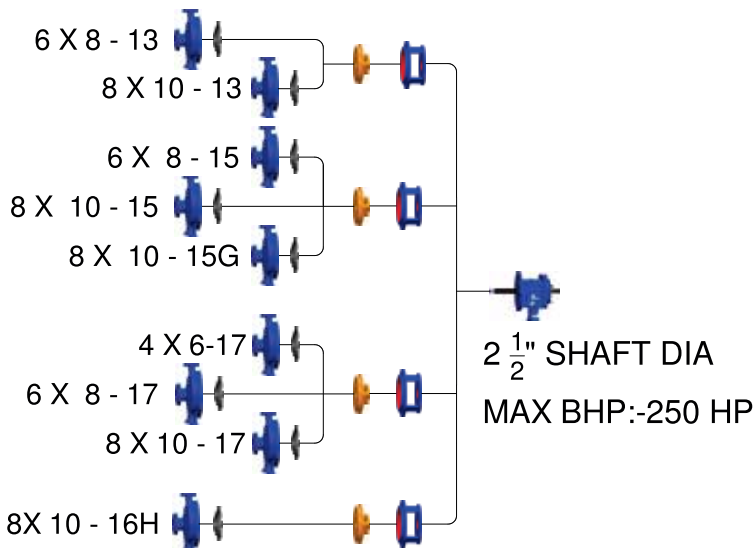 6 X 8 - 13
8 X 10 - 13
6 X 8 - 15
8 X 10 - 15
8 X 10 - 15G
4 X 6-17
6 X 8 - 17
8 X 10 - 17
8X 10 - 16H
2 1/2" SHAFT DIA
MAX BHP:-250 HP